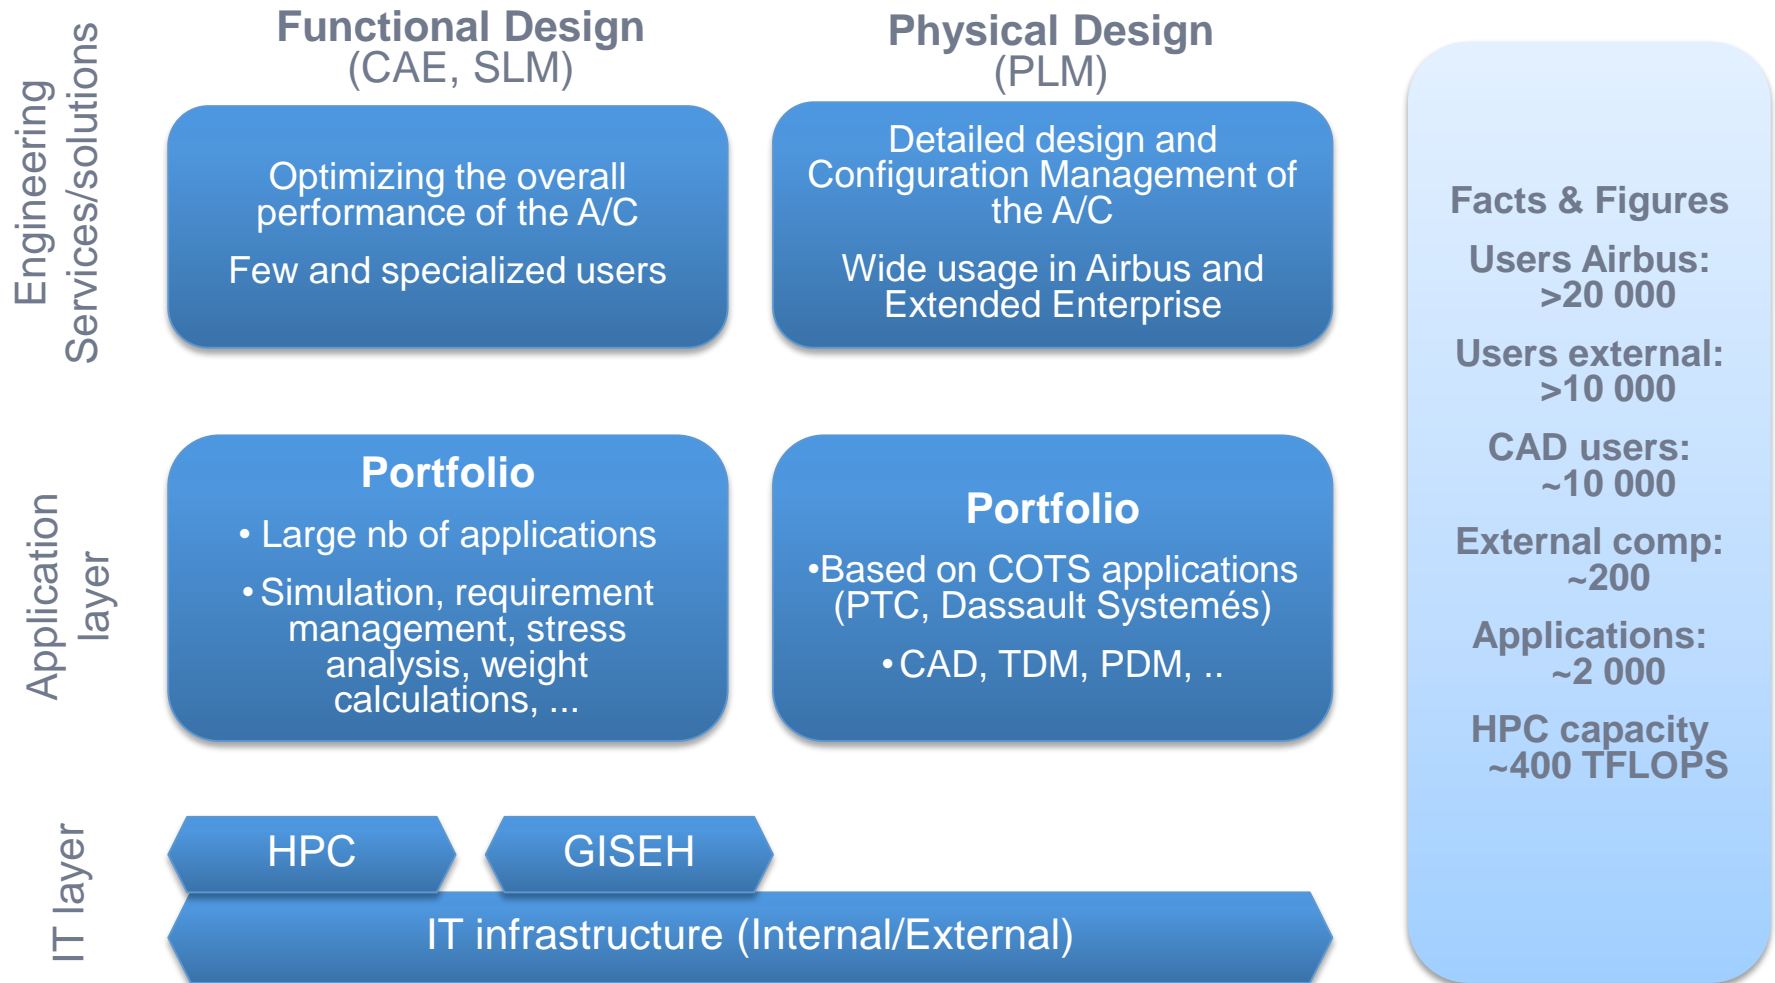 Engineering
Services/solutions
Functional Design
(CAE, SLM)
Optimizing the overall
performance of the A/C
Few and specialized users
Physical Design
(PLM)
Detailed design and
Configuration Management of
the A/C
Wide usage in Airbus and
Extended Enterprise
Application
layer
Portfolio
• Large nb of applications
• Simulation, requirement
management, stress
analysis, weight
calculations, ...
Portfolio
•Based on COTS applications
(PTC, Dassault Systemés)
• CAD, TDM, PDM, ..
IT layer
HPC
GISEH
IT infrastructure (Internal/External)
Facts & Figures
Users Airbus:
>20 000
Users external:
>10 000
CAD users:
~10 000
External comp:
~200
Applications:
~2 000
HPC capacity
~400 TFLOPS